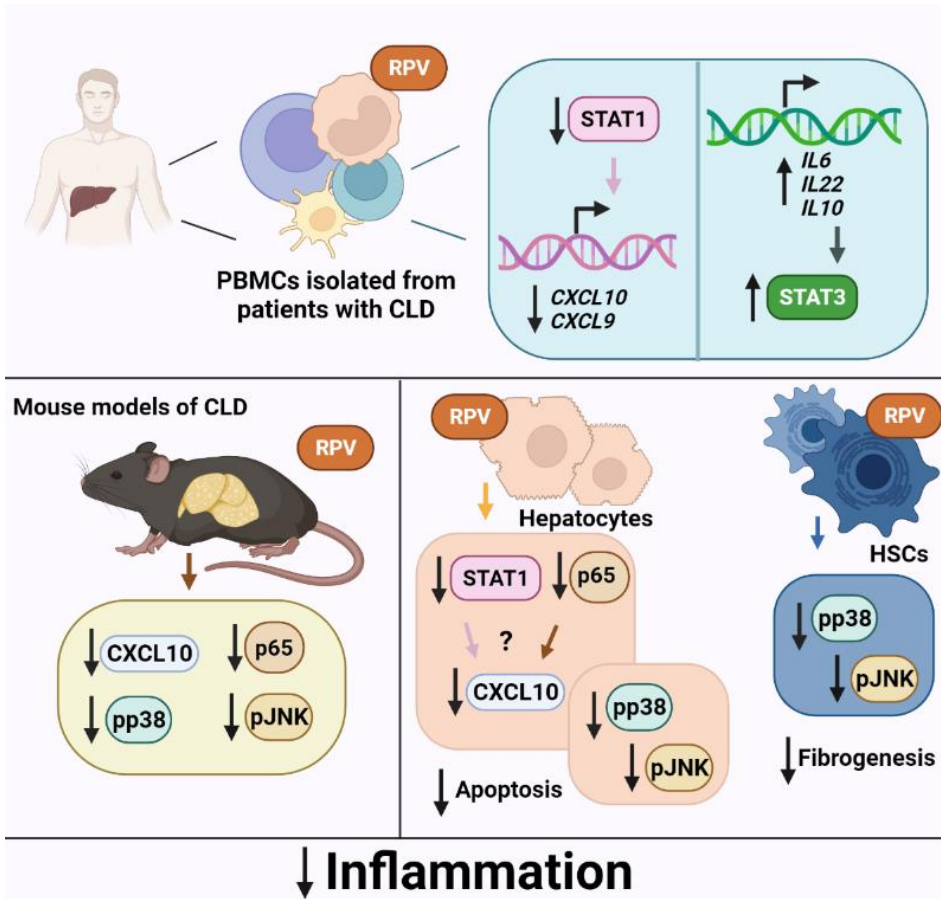 RPV
PBMCs isolated from
patients with CLD
STAT1
CXCL10
CXCL9
IL6
IL22
IL10
STAT3
Mouse models of CLD
RPV
CXCL10
p65
pp38
pJNK
RPV
Hepatocytes
STAT1
p65
?
CXCL10
pp38
pJNK
Apoptosis
RPV
HSCs
pp38
pJNK
Fibrogenesis
Inflammation